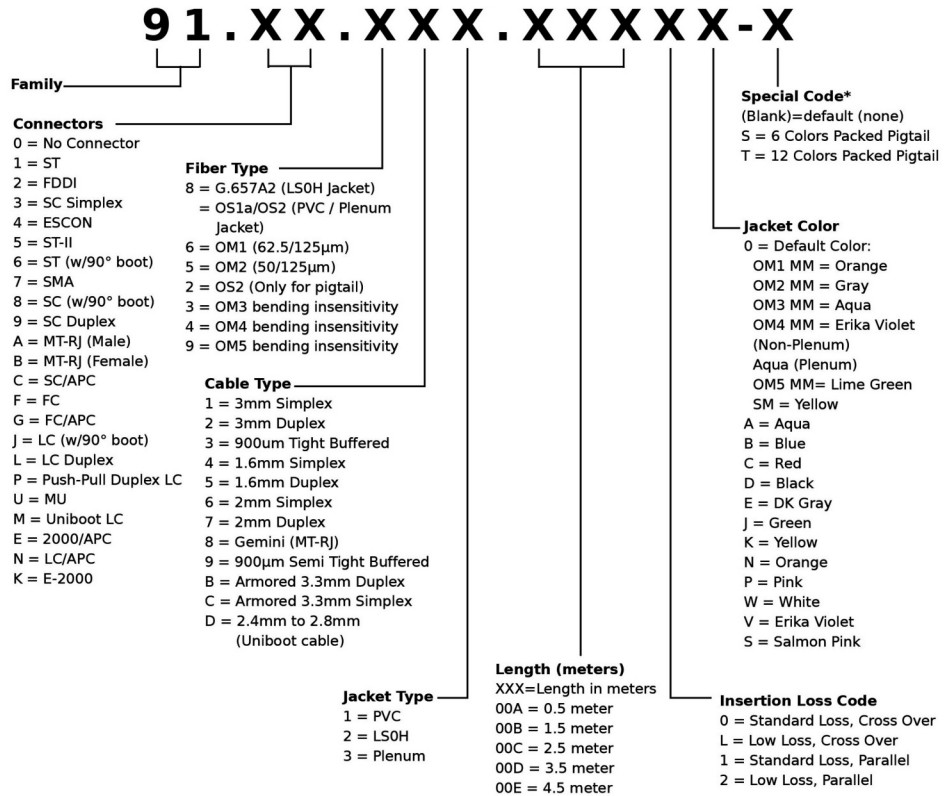 91.XX.XXX.XXXXX-X
Family
Connectors
0 = No Connector
1 = ST
2 = FDDI
3 = SC Simplex
4 = ESCON
5 = ST-II
6 = ST (w/90° boot)
7 = SMA
8 = SC (w/90° boot)
9 = SC Duplex
A = MT-RJ (Male)
B = MT-RJ (Female)
C = SC/APC
F = FC
G = FC/APC
J = LC (w/90° boot)
L = LC Duplex
P = Push-Pull Duplex LC
U = MU
M = Uniboot LC
E = 2000/APC
N = LC/APC
K = E-2000
Fiber Type
8 = G.657A2 (LS0H Jacket)
= OS1a/OS2 (PVC / Plenum
Jacket)
6 = OM1 (62.5/125µm)
5 = OM2 (50/125µm)
2 = OS2 (Only for pigtail)
3 = OM3 bending insensitivity
4 = OM4 bending insensitivity
9 = OM5 bending insensitivity
Cable Type
1 = 3mm Simplex
2 = 3mm Duplex
3 = 900um Tight Buffered
4 = 1.6mm Simplex
5 = 1.6mm Duplex
6 = 2mm Simplex
7 = 2mm Duplex
8 = Gemini (MT-RJ)
9 = 900µm Semi Tight Buffered
B = Armored 3.3mm Duplex
C = Armored 3.3mm Simplex
D = 2.4mm to 2.8mm
(Uniboot cable)
Jacket Type
1 = PVC
2 = LS0H
3 = Plenum
Length (meters)
XXX=Length in meters
00A = 0.5 meter
00B = 1.5 meter
00C = 2.5 meter
00D = 3.5 meter
00E = 4.5 meter
Special Code*
(Blank)=default (none)
S = 6 Colors Packed Pigtail
T = 12 Colors Packed Pigtail
Jacket Color
0 = Default Color:
OM1 MM = Orange
OM2 MM = Gray
OM3 MM = Aqua
OM4 MM = Erika Violet
(Non-Plenum)
Aqua (Plenum)
OM5 MM= Lime Green
SM = Yellow
A = Aqua
B = Blue
C = Red
D = Black
E = DK Gray
J = Green
K = Yellow
N = Orange
P = Pink
W = White
V = Erika Violet
S = Salmon Pink
Insertion Loss Code
0 = Standard Loss, Cross Over
L = Low Loss, Cross Over
1 = Standard Loss, Parallel
2 = Low Loss, Parallel